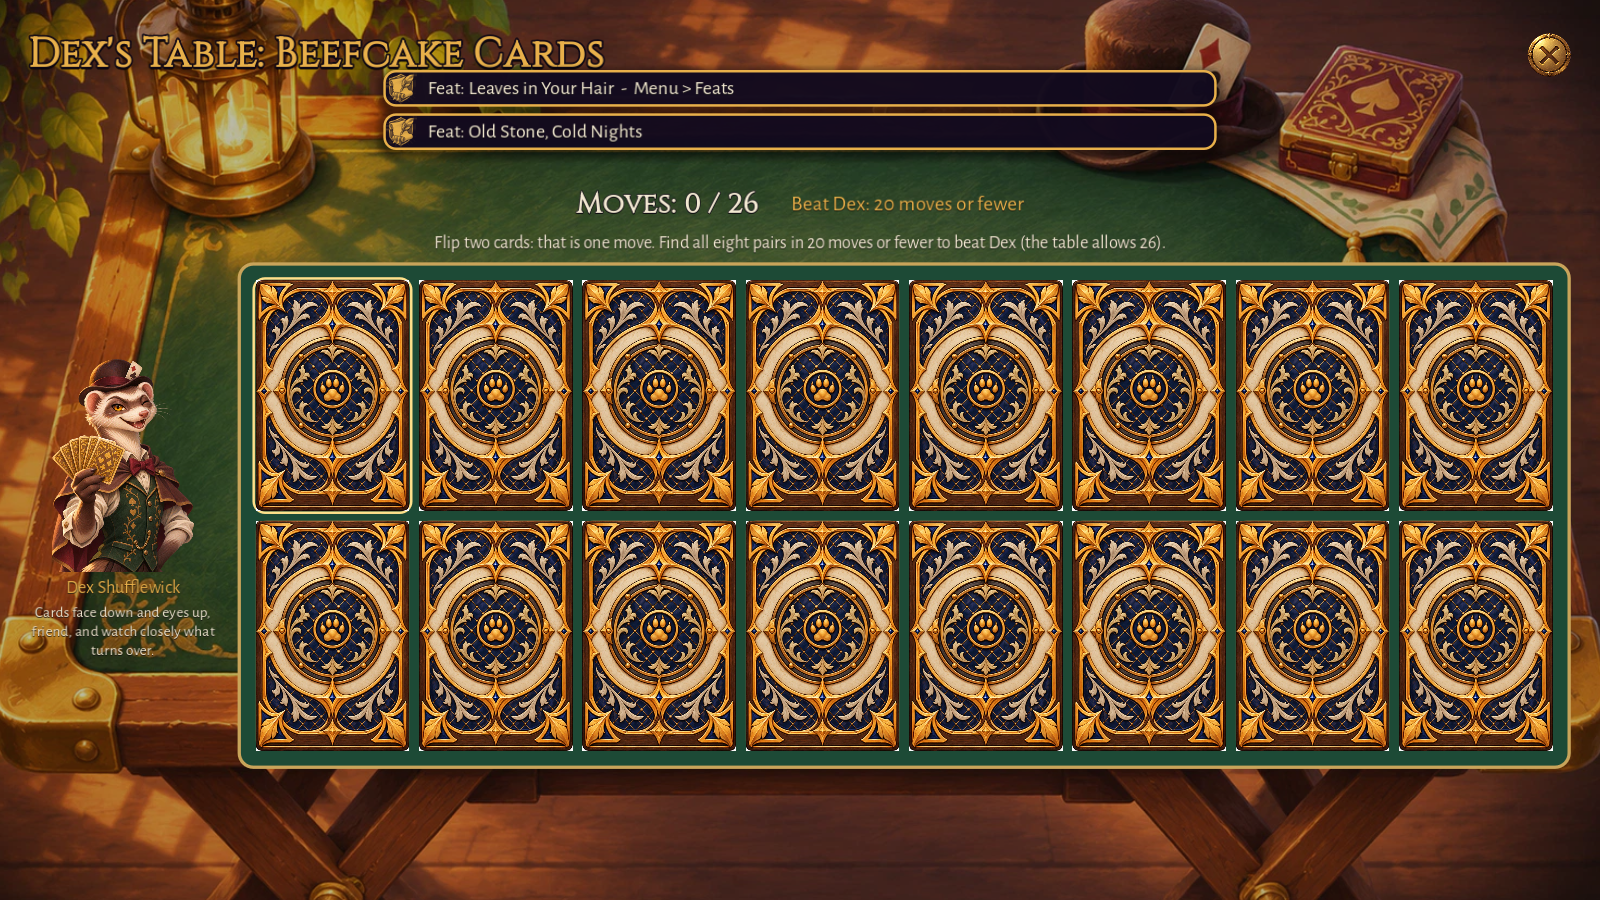 Dex's Table: Beefcake Cards
Feat: Leaves in Your Hair - Menu > Feats
Feat: Old Stone, Cold Nights
Moves: 0 / 26
Beat Dex: 20 moves or fewer
Flip two cards: that is one move. Find all eight pairs in 20 moves or fewer to beat Dex (the table allows 26).
Dex Shufflewick
Cards face down and eyes up,
friend, and watch closely what
turns over.